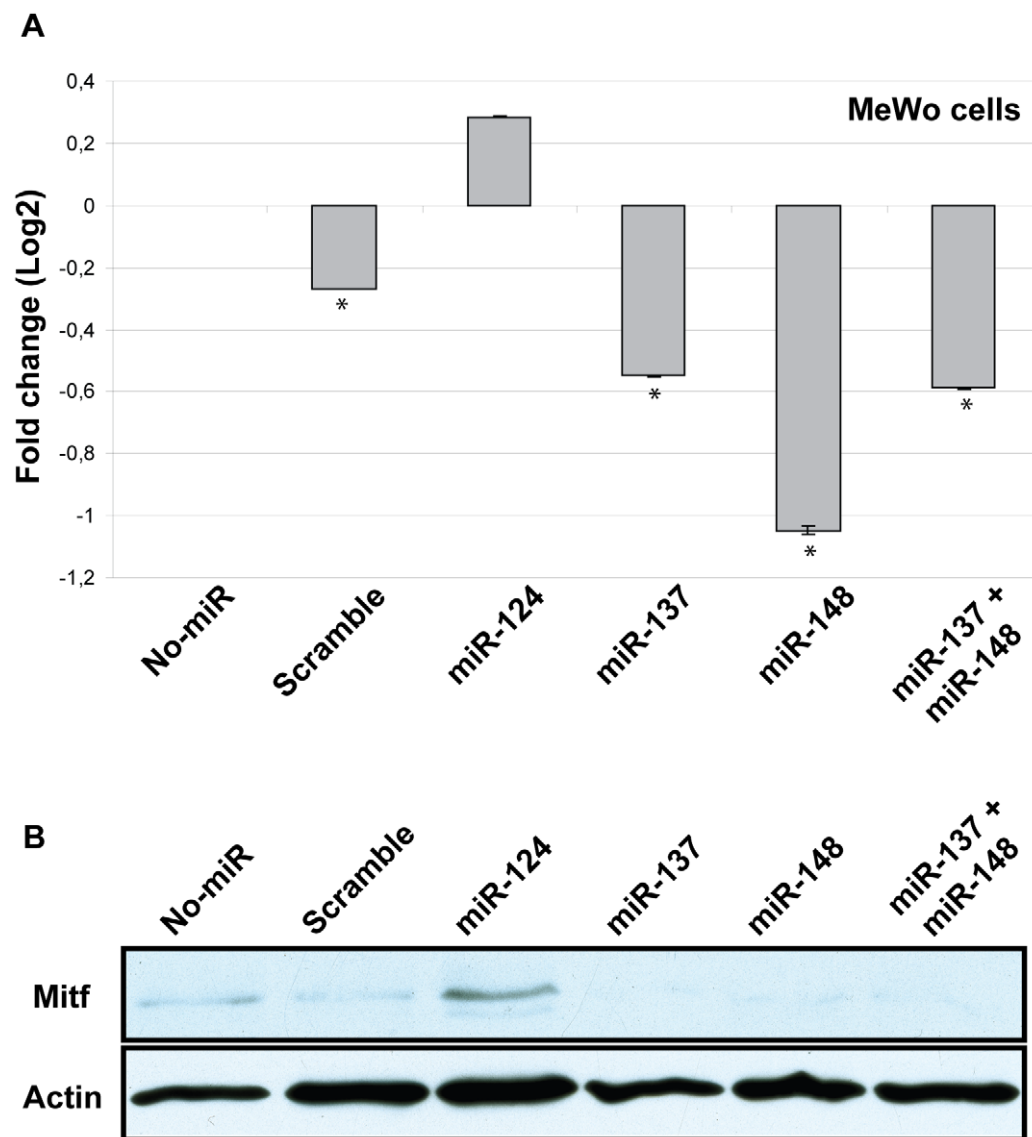 A
MeWo cells
Fold change (Log2)
0,4
0,2
0
-0,2
-0,4
-0,6
-0,8
-1
-1,2
*
*
*
*
No-miR
Scramble
miR-124
miR-137
miR-148
miR-137 +
miR-148
B
No-miR
Scramble
miR-124
miR-137
miR-148
miR-137 +
miR-148
Mitf
Actin